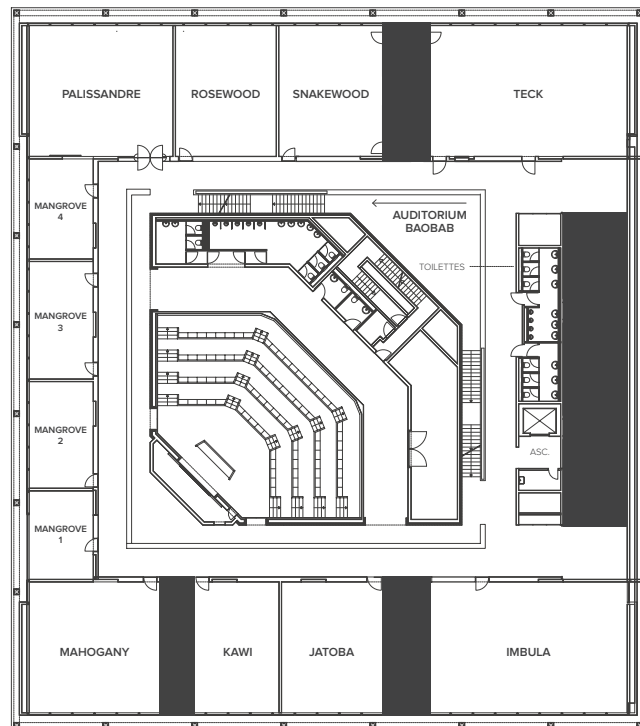 PALISSANDRE
ROSEWOOD
SNAKEWOOD
TECK
MANGROVE
4
AUDITORIUM
BAOBAB
TOILETTES
MANGROVE
3
MANGROVE
2
ASC.
MANGROVE
1
MAHOGANY
KAWI
JATOBA
IMBULA